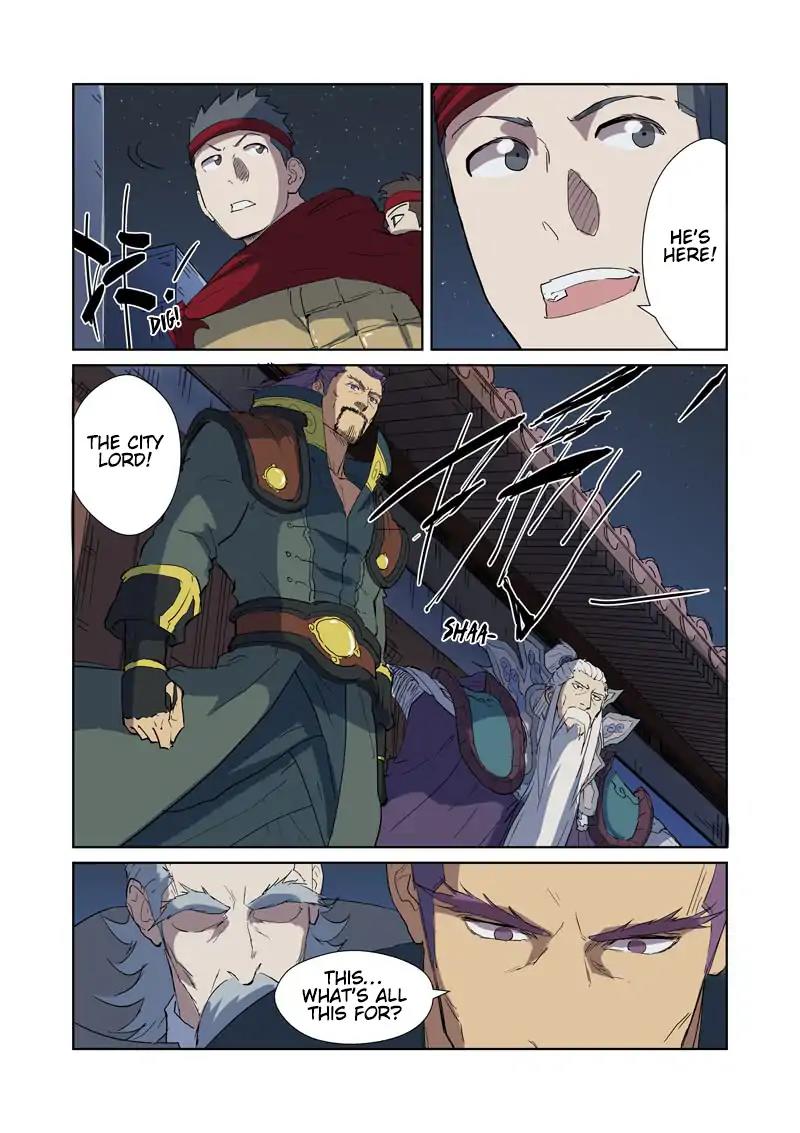 DIG!
HE'S
HERE!
THE CITY
LORD!
SHAA-
THIS...
WHAT'S ALL
THIS FOR?